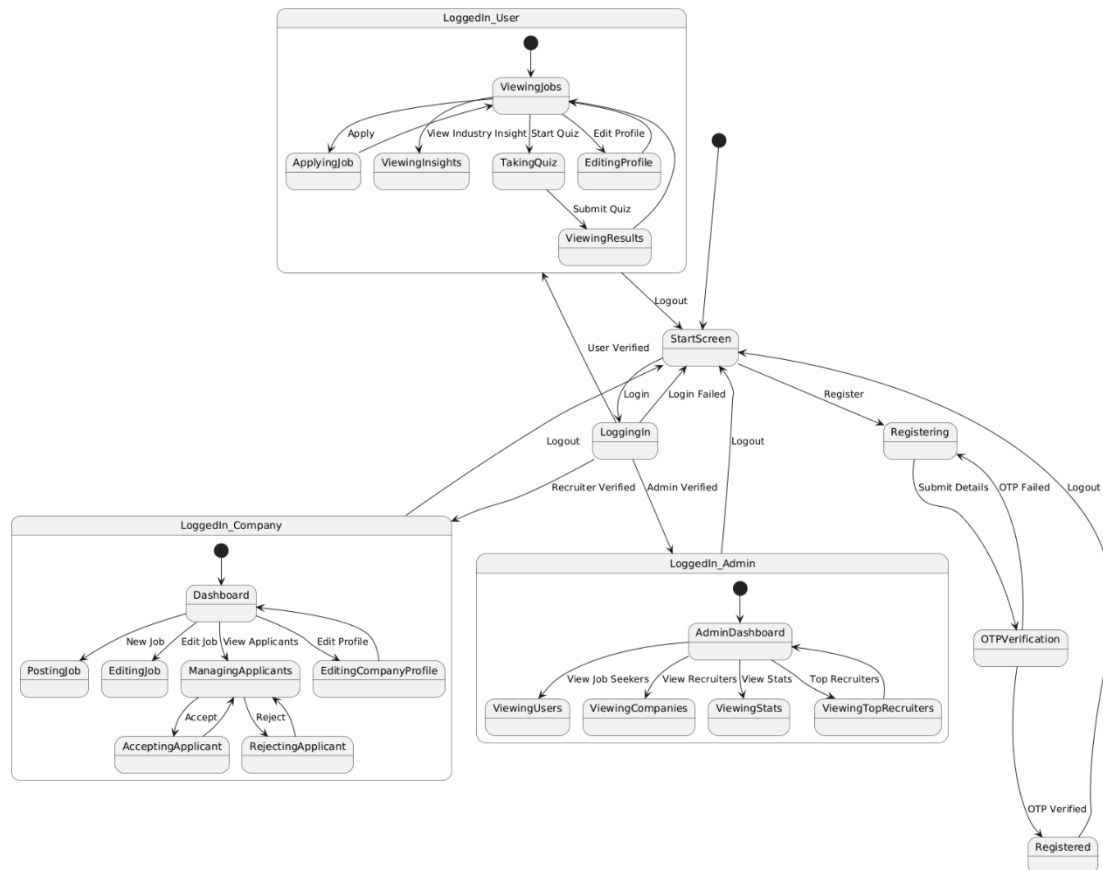 LoggedIn_User
ViewingJobs
Apply
View Industry Insight
Start Quiz
Edit Profile
ApplyingJob
ViewingInsights
TakingQuiz
EditingProfile
Submit Quiz
ViewingResults
Logout
User Verified
StartScreen
Login
Login Failed
Register
LoggingIn
Registering
Logout
Recruiter Verified
Admin Verified
Logout
Submit Details
OTP Failed
Logout
LoggedIn_Company
Dashboard
New Job
Edit Job
View Applicants
Edit Profile
PostingJob
EditingJob
ManagingApplicants
EditingCompanyProfile
Accept
Reject
AcceptingApplicant
RejectingApplicant
LoggedIn_Admin
AdminDashboard
View Job Seekers
View Recruiters
View Stats
Top Recruiters
ViewingUsers
ViewingCompanies
ViewingStats
ViewingTopRecruiters
OTPVerification
OTP Verified
Registered